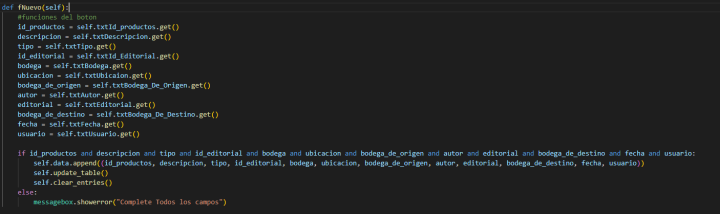 def fNuevo(self):
#funciones del boton
id_productos = self.txtId_productos.get()
descripcion = self.txtDescripcion.get()
tipo = self.txtTipo.get()
id_editorial = self.txtId_Editorial.get()
bodega = self.txtBodega.get()
ubicacion = self.txtUbicaion.get()
bodega_de_origen = self.txtBodega_De_Origen.get()
autor = self.txtAutor.get()
editorial = self.txtEditorial.get()
bodega_de_destino = self.txtBodega_De_Destino.get()
fecha = self.txtFecha.get()
usuario = self.txtUsuario.get()
if id_productos and descripcion and tipo and id_editorial and bodega and ubicacion and bodega_de_origen and autor and editorial and bodega_de_destino and fecha and usuario:
self.data.append((id_productos, descripcion, tipo, id_editorial, bodega, ubicacion, bodega_de_origen, autor, editorial, bodega_de_destino, fecha, usuario))
self.update_table()
self.clear_entries()
else:
messagebox.showerror("Complete Todos los campos")